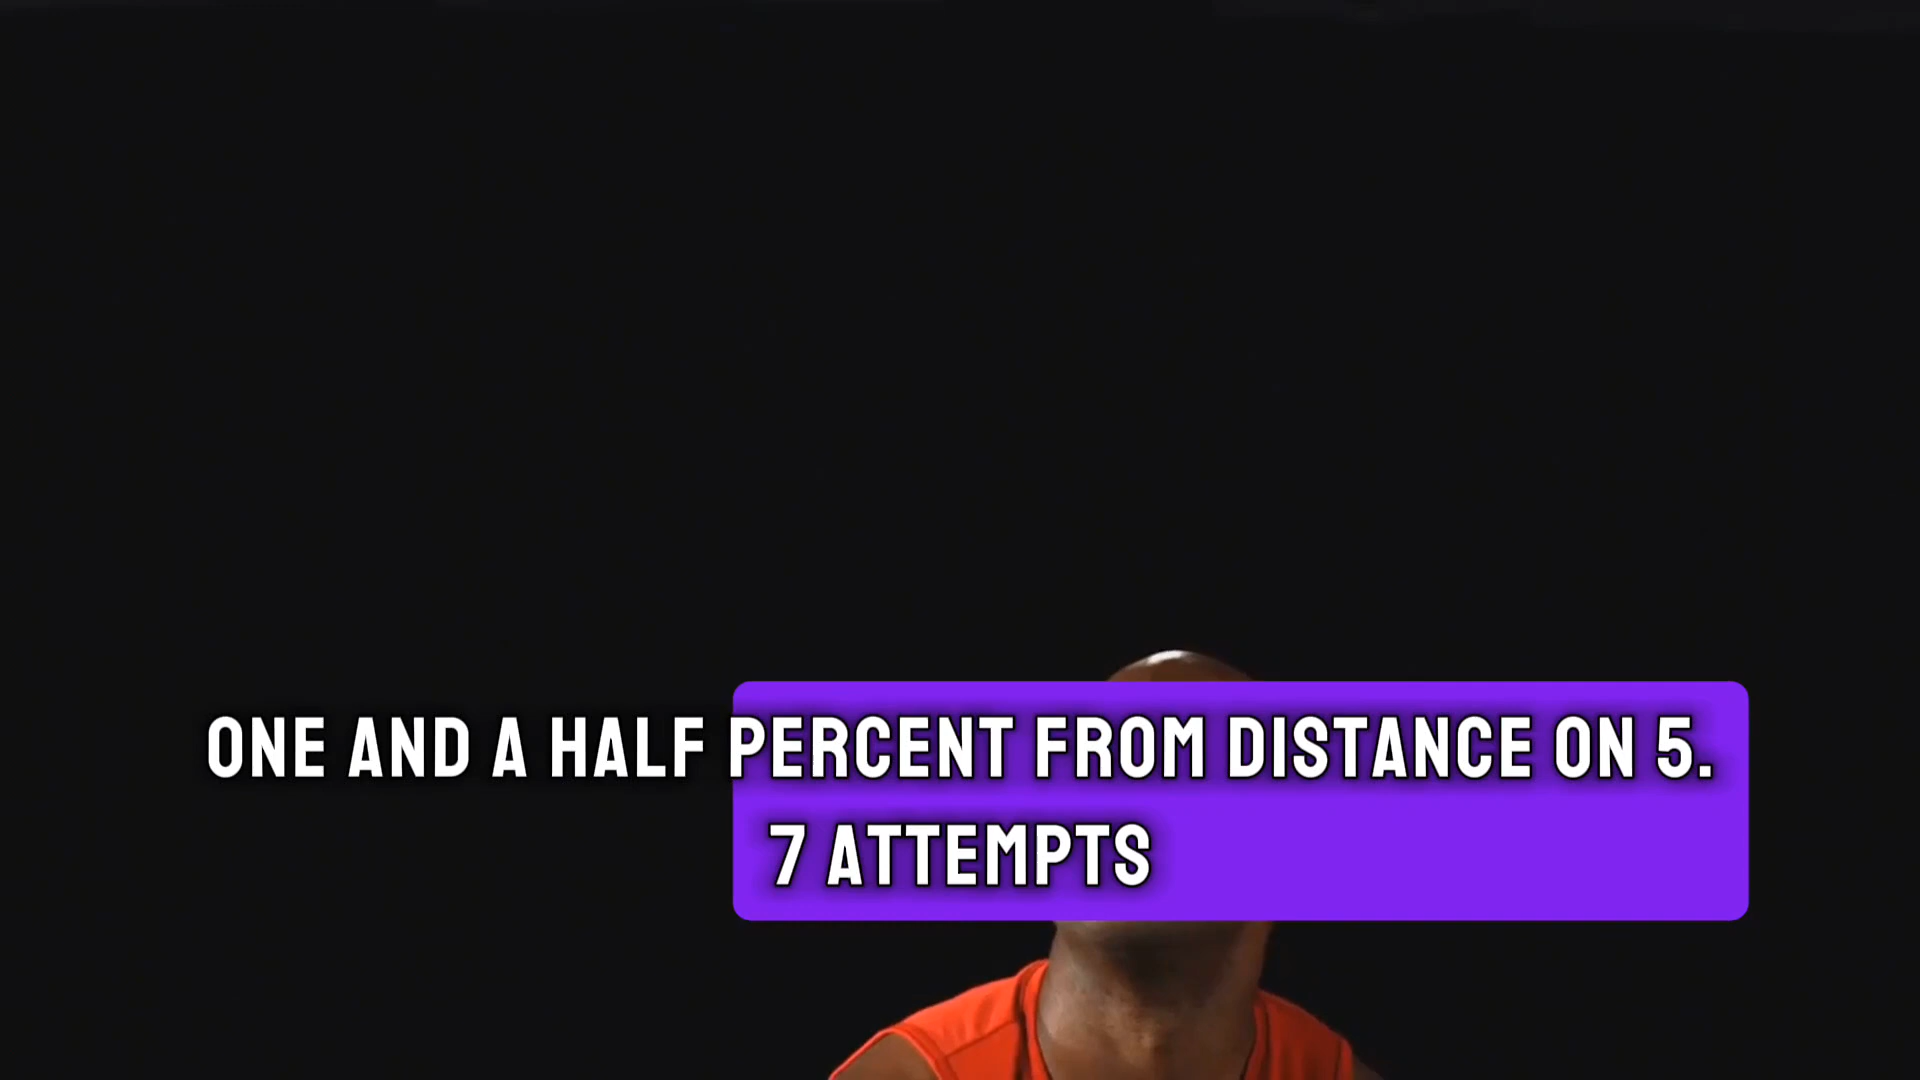 ONE AND A HALF PERCENT FROM DISTANCE ON 5.
7 ATTEMPTS